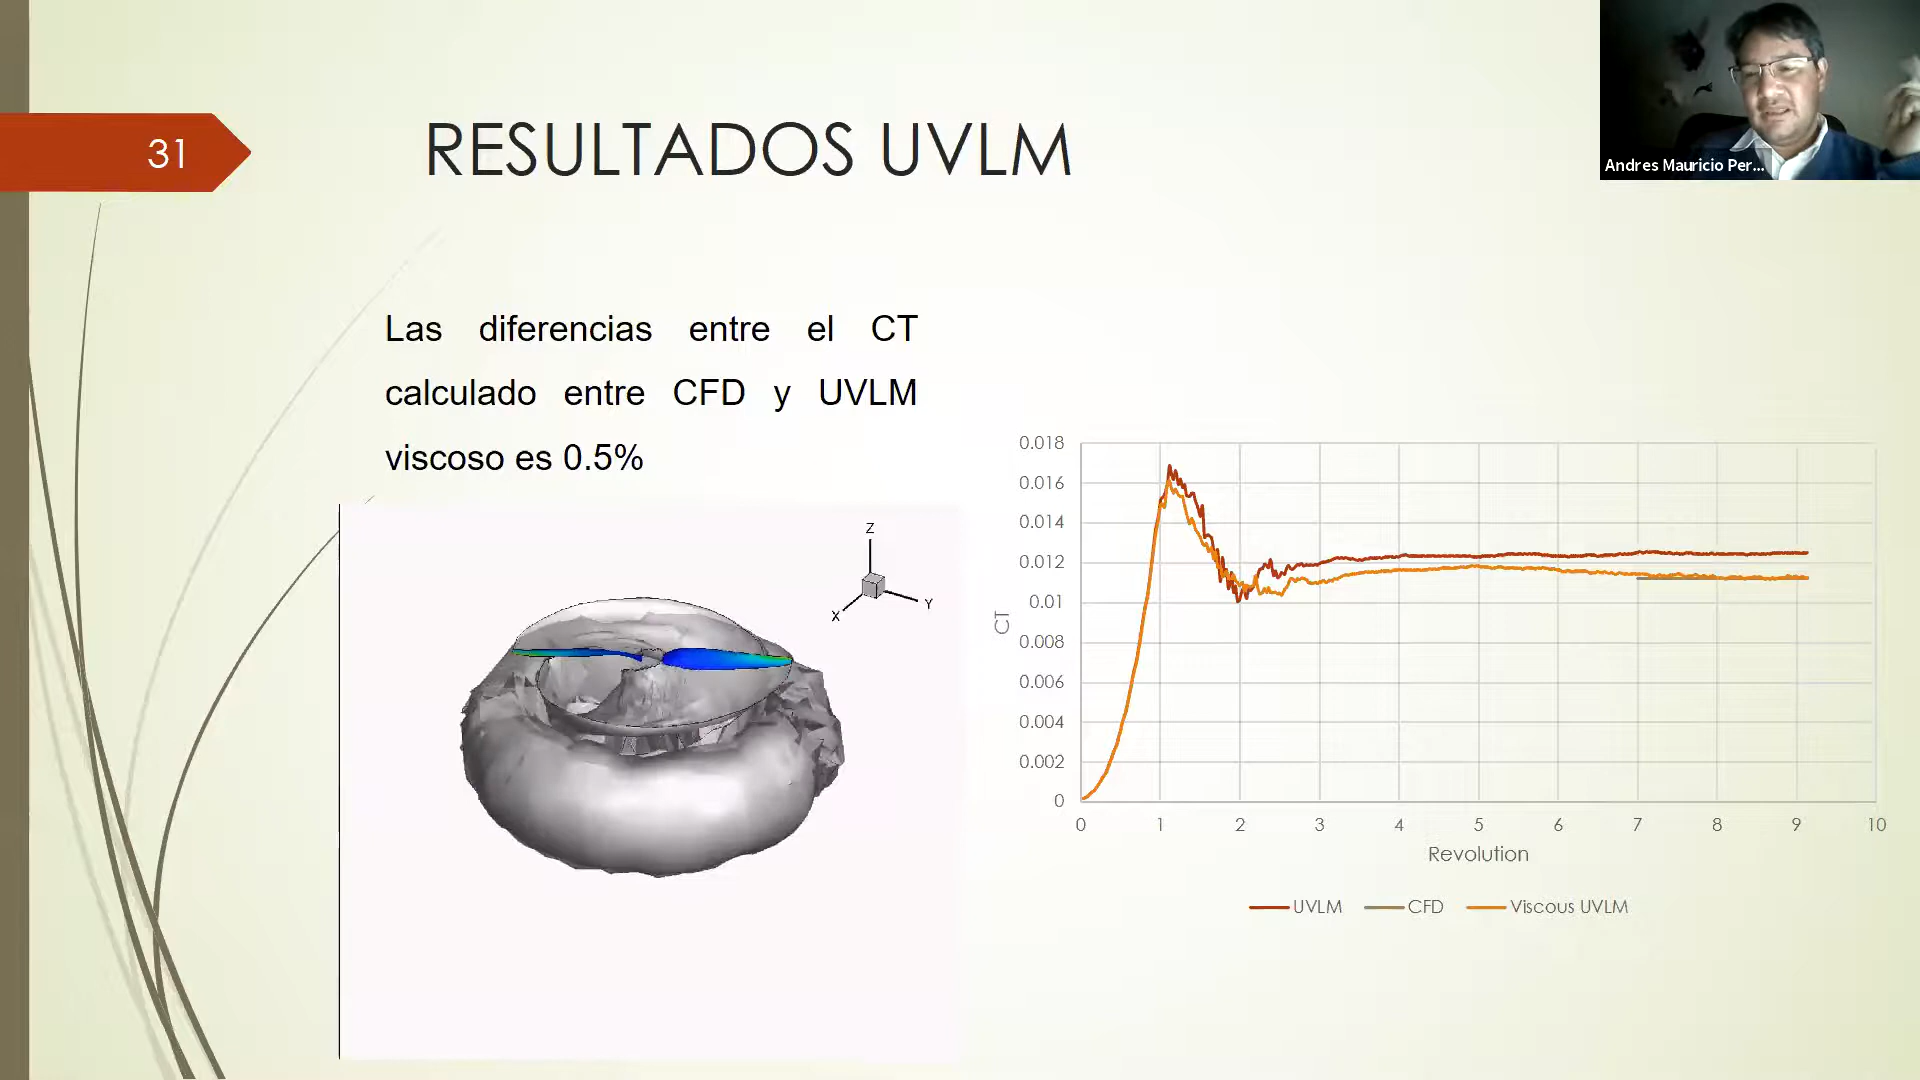 31
RESULTADOS UVLM
Andres Mauricio Per...
Las diferencias entre el CT
calculado entre CFD y UVLM
viscoso es 0.5%
Z
Y
X
0.018
0.016
0.014
0.012
0.01
0.008
0.006
0.004
0.002
0
CT
0 1 2 3 4 5 6 7 8 9 10
Revolution
UVLM CFD Viscous UVLM